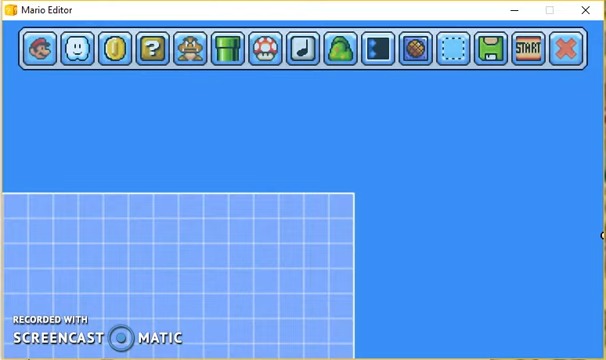 Mario Editor
?
START
RECORDED WITH
SCREENCAST MATIC